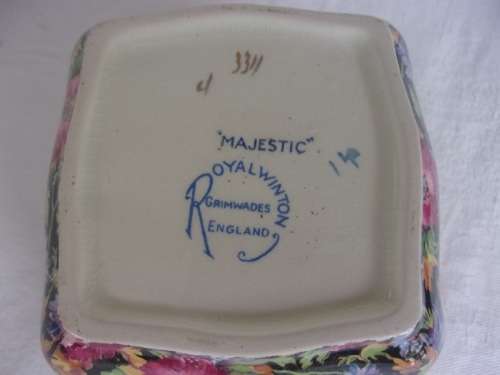 3311
"MAJESTIC"
ROYAL WINTON
GRIMWADES
ENGLAND